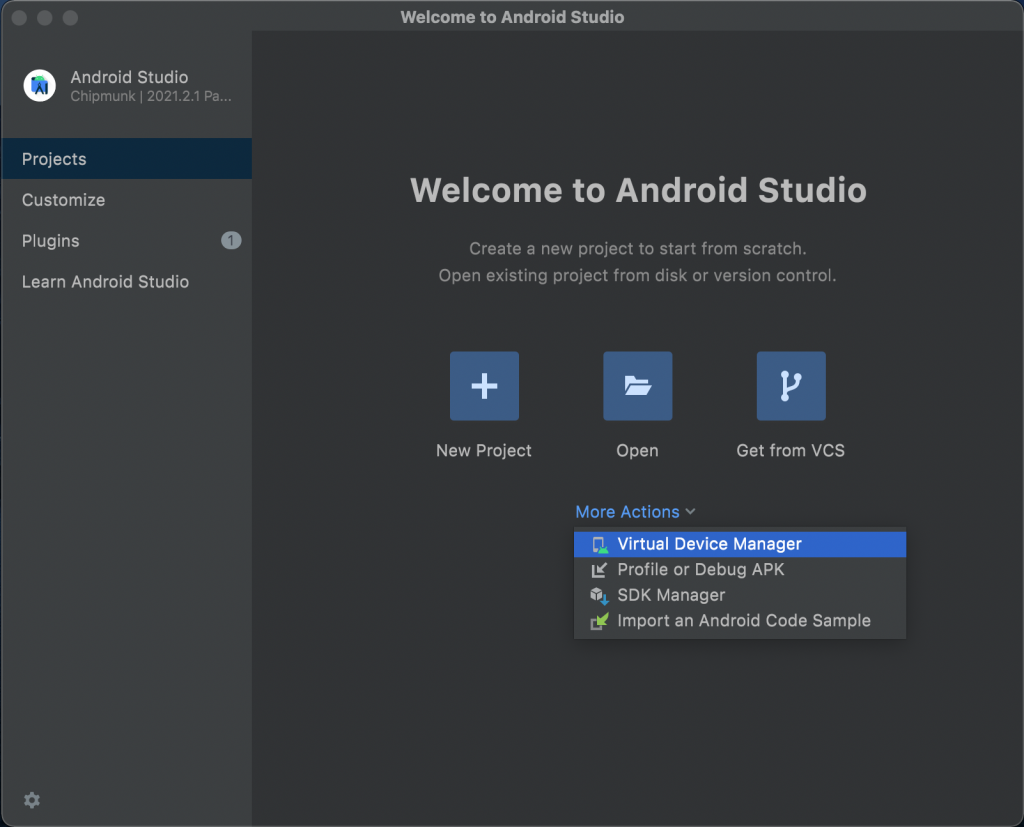 Welcome to Android Studio
Android Studio
Chipmunk | 2021.2.1 Pa...
Projects
Customize
Plugins 1
Learn Android Studio
Welcome to Android Studio
Create a new project to start from scratch.
Open existing project from disk or version control.
New Project
Open
Get from VCS
More Actions
Virtual Device Manager
Profile or Debug APK
SDK Manager
Import an Android Code Sample